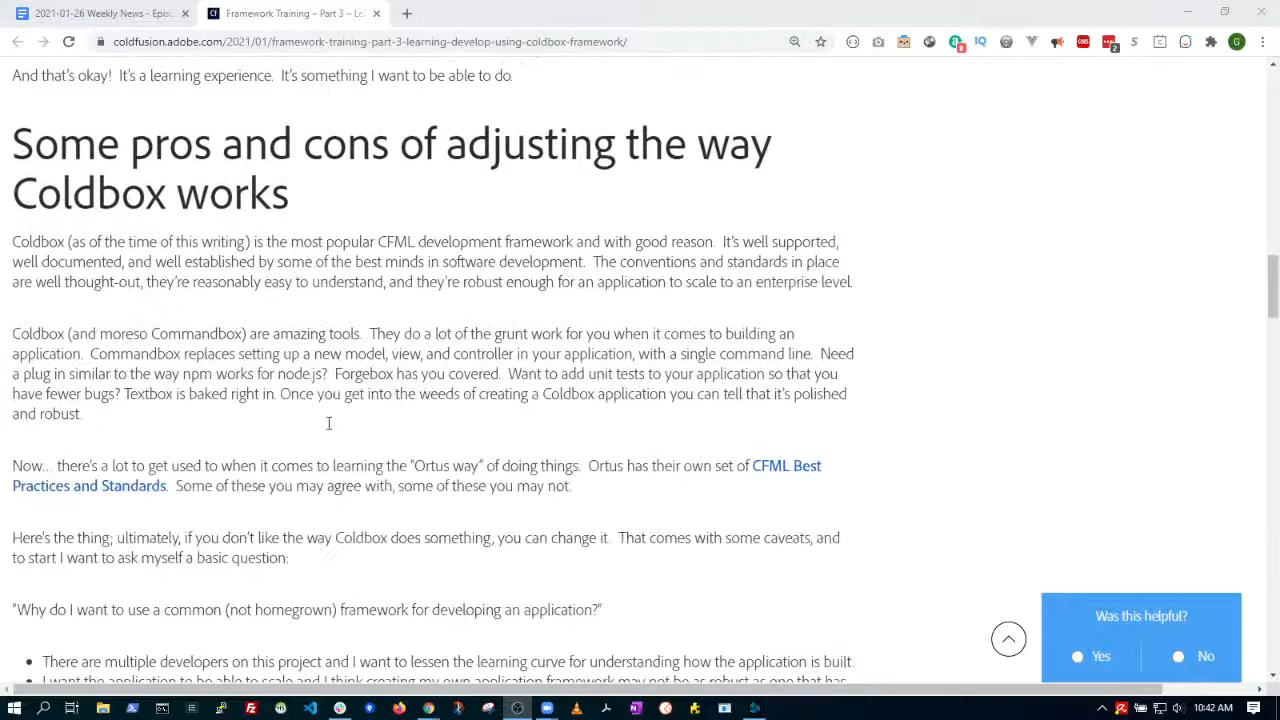 2021-01-26 Weekly News - Epis
Framework Training – Part 3 – Le
coldfusion.adobe.com/2021/01/framework-training-part-3-learning-develop-using-coldbox-framework/
And that's okay!  It's a learning experience.  It's something I want to be able to do.
Some pros and cons of adjusting the way
Coldbox works
Coldbox (as of the time of this writing) is the most popular CFML development framework and with good reason.  It's well supported,
well documented, and well established by some of the best minds in software development.  The conventions and standards in place
are well thought-out, they're reasonably easy to understand, and they're robust enough for an application to scale to an enterprise level.
Coldbox (and moreso Commandbox) are amazing tools.  They do a lot of the grunt work for you when it comes to building an
application.  Commandbox replaces setting up a new model, view, and controller in your application, with a single command line.  Need
a plug in similar to the way npm works for node.js?  Forgebox has you covered.  Want to add unit tests to your application so that you
have fewer bugs? Textbox is baked right in. Once you get into the weeds of creating a Coldbox application you can tell that it's polished
and robust.
Now… there's a lot to get used to when it comes to learning the "Ortus way" of doing things.  Ortus has their own set of CFML Best
Practices and Standards.  Some of these you may agree with, some of these you may not.
Here's the thing; ultimately, if you don't like the way Coldbox does something, you can change it.  That comes with some caveats, and
to start I want to ask myself a basic question:
"Why do I want to use a common (not homegrown) framework for developing an application?"
• There are multiple developers on this project and I want to lessen the learning curve for understanding how the application is built.
• I want the application to be able to scale and I think creating my own application framework may not be as robust as one that has
Was this helpful?
Yes
No
10:42 AM